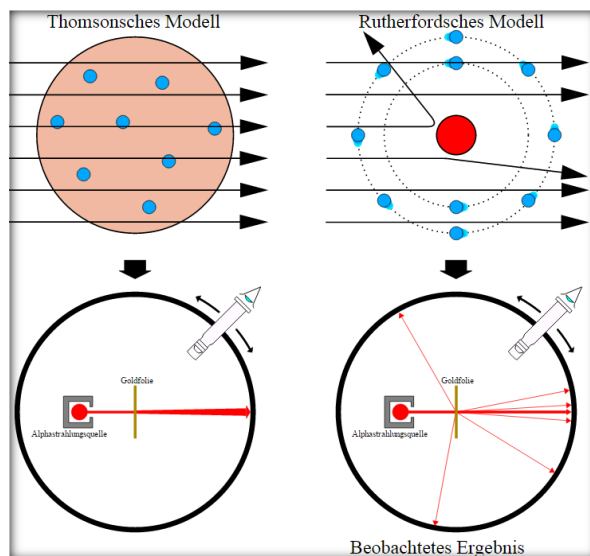 Thomsonsches Modell
Rutherfordsches Modell
Goldfolie
Alphastrahlungsquelle
Goldfolie
Alphastrahlungsquelle
Beobachtetes Ergebnis